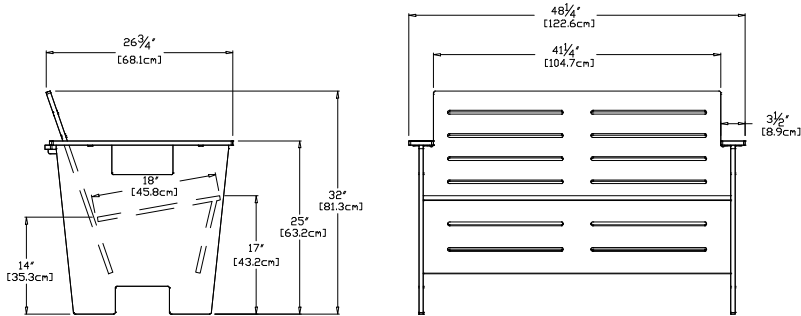 26¾"
[68.1cm]
18"
[45.8cm]
14"
[35.3cm]
17"
[43.2cm]
25"
[63.2cm]
32"
[81.3cm]
48¼"
[122.6cm]
41¼"
[104.7cm]
3½"
[8.9cm]